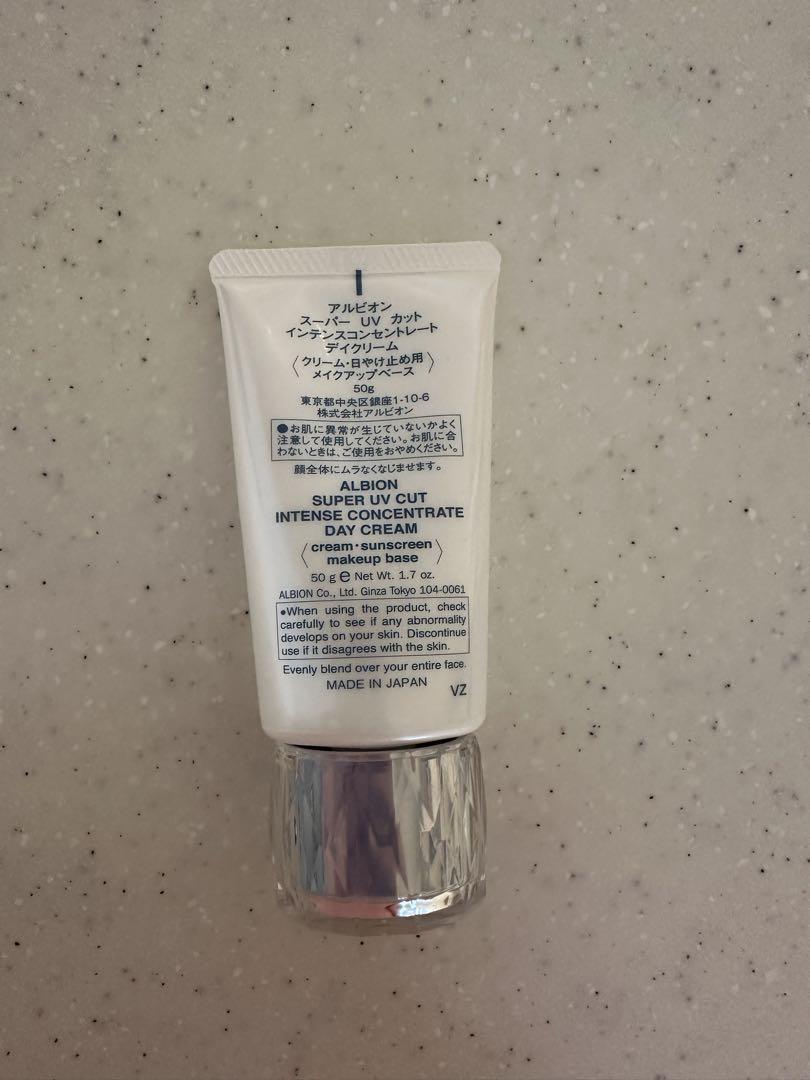 アルビオン
スーパー UV カット
インテンスコンセントレート
デイクリーム
〈クリーム・日やけ止め用
メイクアップベース〉
50g
東京都中央区銀座1-10-6
株式会社アルビオン
●お肌に異常が生じていないかよく
注意して使用してください。お肌に合
わないときは、ご使用をおやめください。
顔全体にムラなくなじませます。
ALBION
SUPER UV CUT
INTENSE CONCENTRATE
DAY CREAM
〈cream・sunscreen
makeup base〉
50 g ℮ Net Wt. 1.7 oz.
ALBION Co., Ltd. Ginza Tokyo 104-0061
●When using the product, check
carefully to see if any abnormality
develops on your skin. Discontinue
use if it disagrees with the skin.
Evenly blend over your entire face.
MADE IN JAPAN
VZ